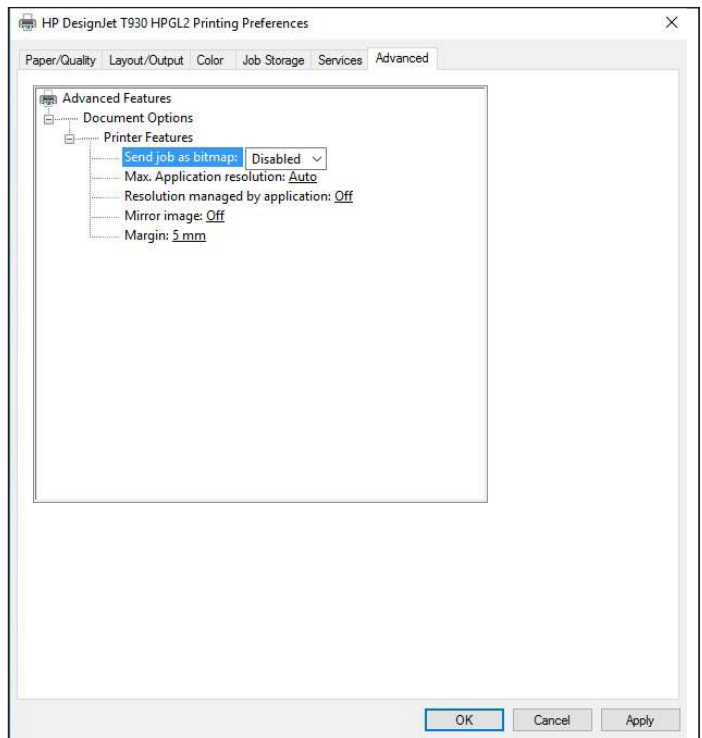 HP DesignJet T930 HPGL2 Printing Preferences
Paper/Quality Layout/Output Color Job Storage Services Advanced
Advanced Features
Document Options
Printer Features
Send job as bitmap: Disabled
Max. Application resolution: Auto
Resolution managed by application: Off
Mirror image: Off
Margin: 5 mm
OK Cancel Apply